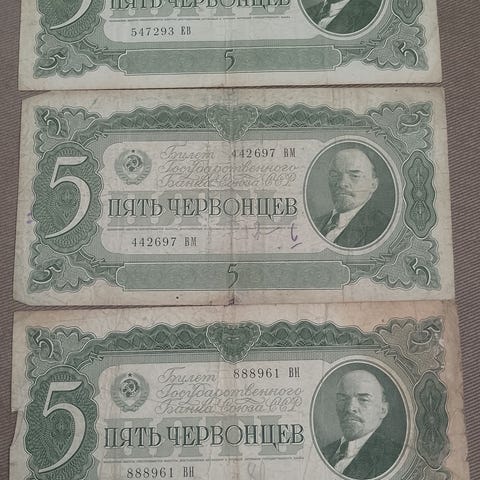 ПЯТЬ ЧЕРВОНЦЕВ
547293 ЕВ
5
5
Билет 442697 ВМ
Государственного
Банка Союза ССР
ПЯТЬ ЧЕРВОНЦЕВ
442697 ВМ
5
5
Билет 888961 ВН
Государственного
Банка Союза ССР
ПЯТЬ ЧЕРВОНЦЕВ
888961 ВН